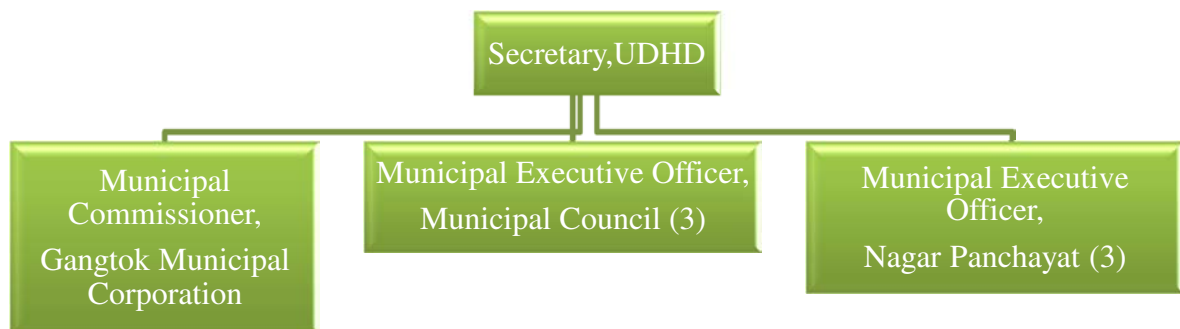 Secretary,UDHD
Municipal
Commissioner,
Gangtok Municipal
Corporation
Municipal Executive Officer,
Municipal Council (3)
Municipal Executive
Officer,
Nagar Panchayat (3)